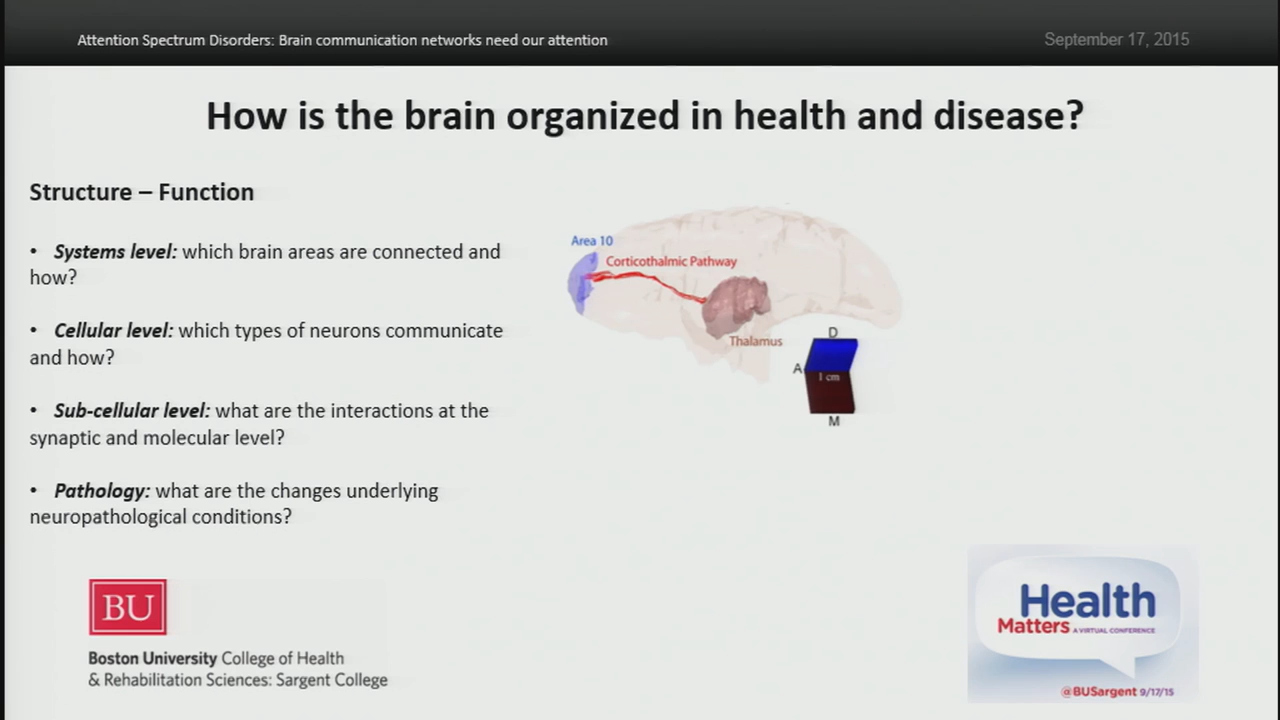 Attention Spectrum Disorders: Brain communication networks need our attention
September 17, 2015
How is the brain organized in health and disease?
Structure – Function
• Systems level: which brain areas are connected and
how?
• Cellular level: which types of neurons communicate
and how?
• Sub-cellular level: what are the interactions at the
synaptic and molecular level?
• Pathology: what are the changes underlying
neuropathological conditions?
Area 10
Corticothalmic Pathway
Thalamus
D
A
1 cm
M
BU
Boston University College of Health
& Rehabilitation Sciences: Sargent College
Health
Matters A VIRTUAL CONFERENCE
@BUSargent 9/17/15